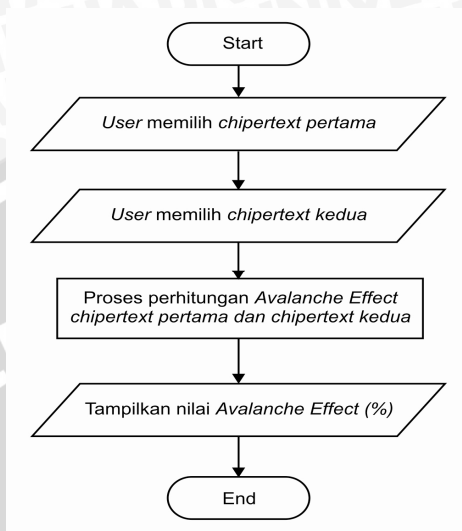 Start
User memilih chipertext pertama
User memilih chipertext kedua
Proses perhitungan Avalanche Effect
chipertext pertama dan chipertext kedua
Tampilkan nilai Avalanche Effect (%)
End